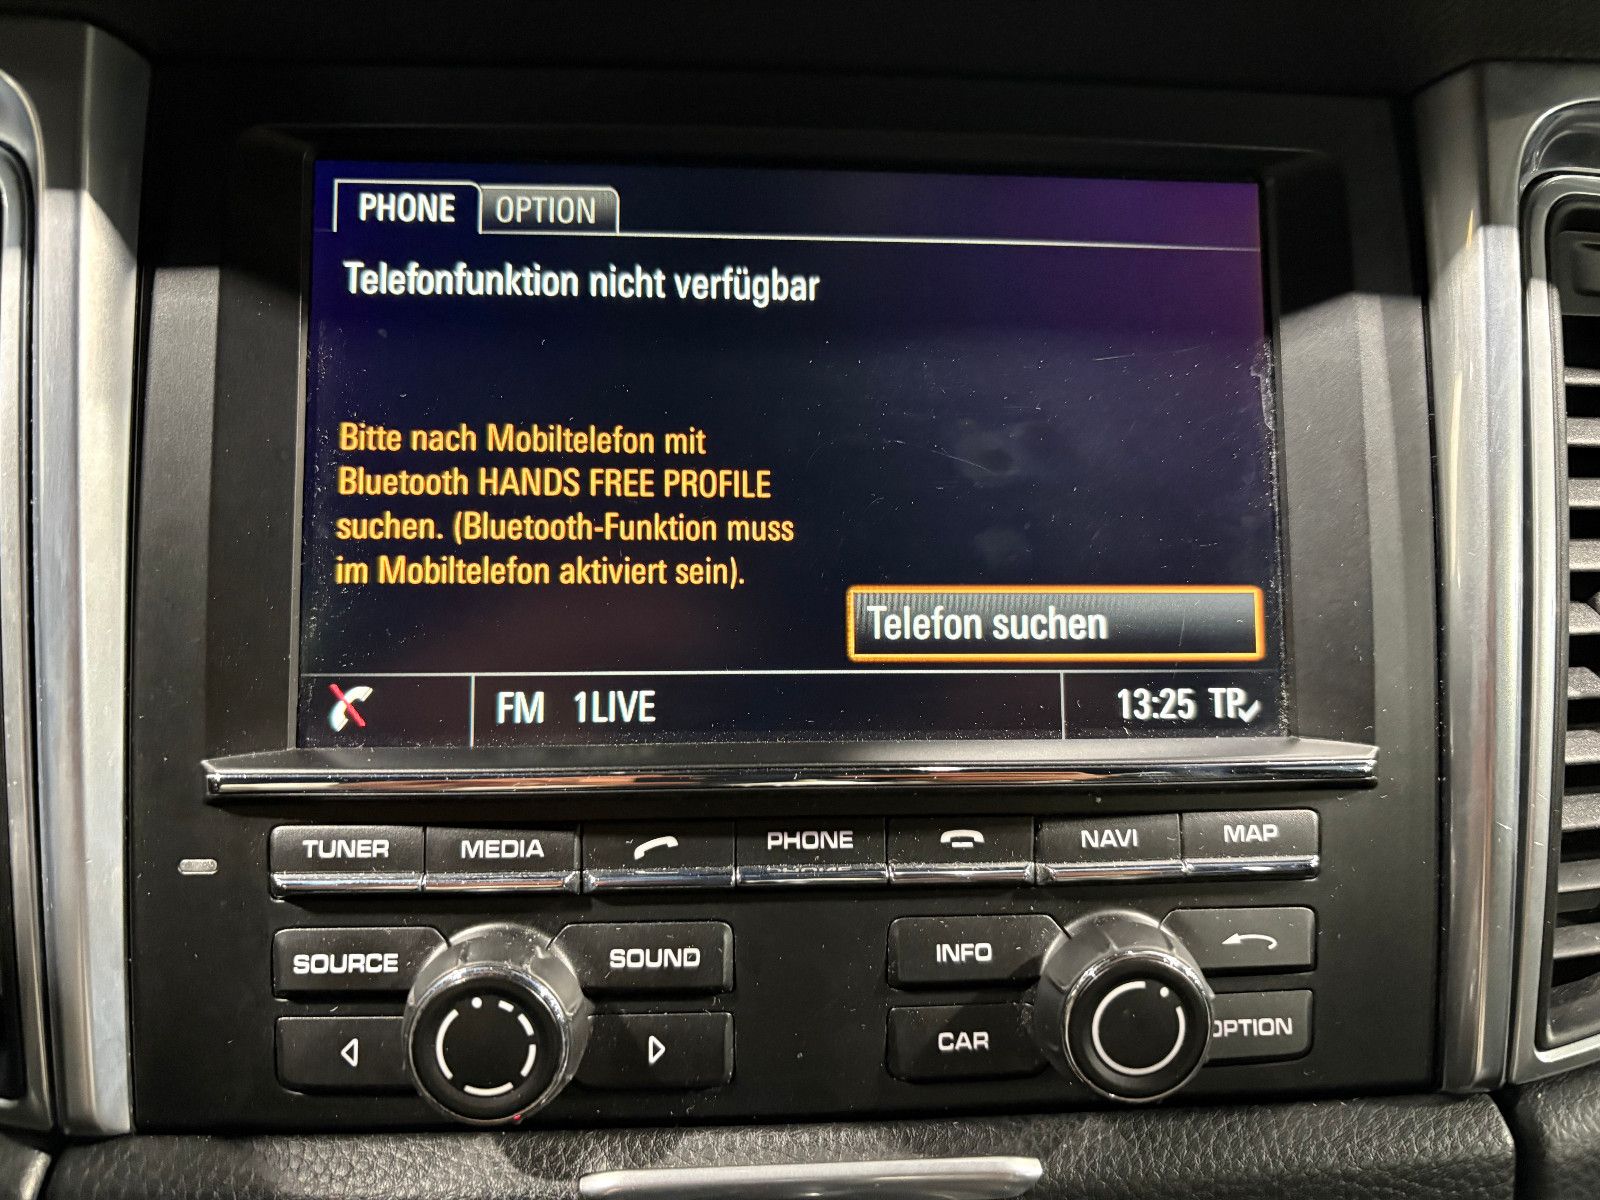 PHONE OPTION
Telefonfunktion nicht verfügbar
Bitte nach Mobiltelefon mit
Bluetooth HANDS FREE PROFILE
suchen. (Bluetooth-Funktion muss
im Mobiltelefon aktiviert sein).
Telefon suchen
FM 1LIVE 13:25 TP
TUNER MEDIA PHONE NAVI MAP
SOURCE SOUND INFO
CAR OPTION